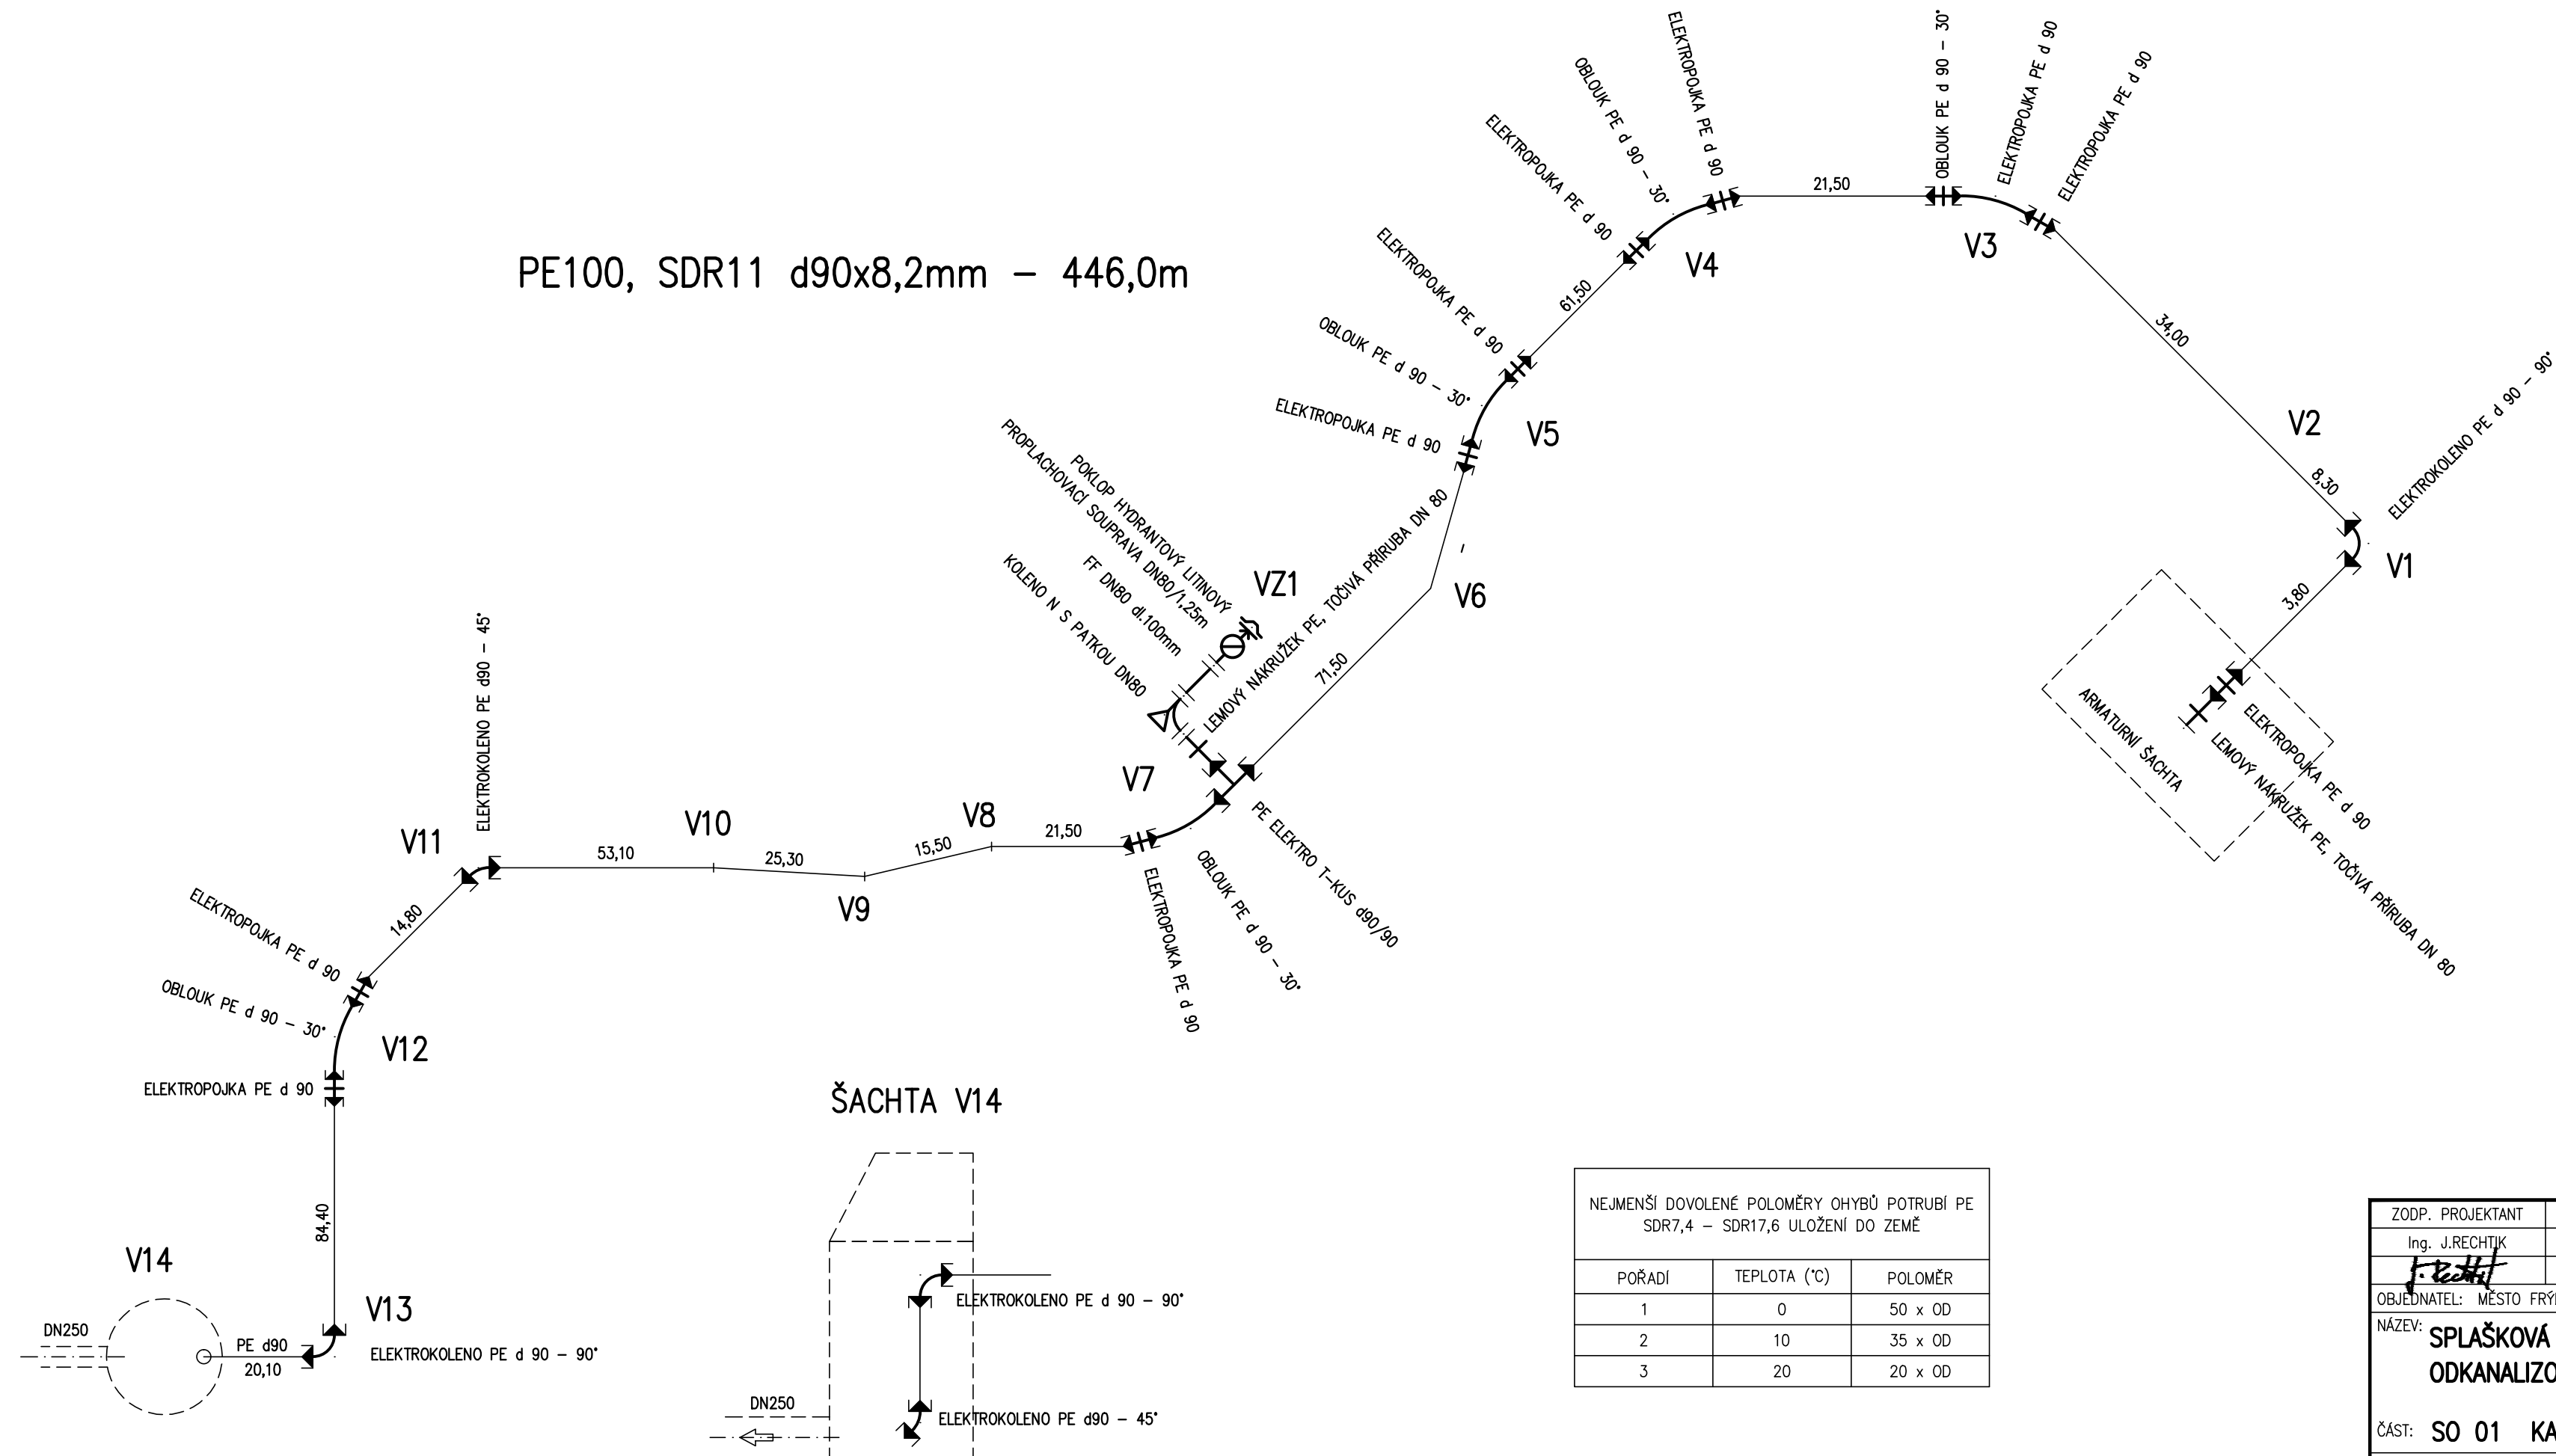 PE100, SDR11 d90x8,2mm – 446,0m
ELEKTROPOJKA PE d 90
OBLOUK PE d 90 – 30°
ELEKTROPOJKA PE d 90
OBLOUK PE d 90 – 30°
ELEKTROPOJKA PE d 90
ELEKTROPOJKA PE d 90
21,50
V4
V3
34,00
V2
8,30
ELEKTROKOLENO PE d 90 – 90°
V1
3,80
ARMATURNÍ ŠACHTA
ELEKTROPOJKA PE d 90
LEMOVÝ NÁKRUŽEK PE, TOČIVÁ PŘÍRUBA DN 80
61,50
ELEKTROPOJKA PE d 90
OBLOUK PE d 90 – 30°
ELEKTROPOJKA PE d 90
V5
V6
71,50
POKLOP HYDRANTOVÝ LITINOVÝ
PROPLACHOVACÍ SOUPRAVA DN80/1,25m
FF DN80 dl.100mm
KOLENO N S PATKOU DN80
VZ1
LEMOVÝ NÁKRUŽEK PE, TOČIVÁ PŘÍRUBA DN 80
V7
PE ELEKTRO T–KUS d90/90
OBLOUK PE d 90 – 30°
ELEKTROPOJKA PE d 90
21,50
V8
15,50
V9
25,30
V10
53,10
ELEKTROKOLENO PE d90 – 45°
V11
14,80
ELEKTROPOJKA PE d 90
OBLOUK PE d 90 – 30°
V12
ELEKTROPOJKA PE d 90
84,40
V13
ELEKTROKOLENO PE d 90 – 90°
V14
DN250
PE d90
20,10
ŠACHTA V14
ELEKTROKOLENO PE d 90 – 90°
DN250
ELEKTROKOLENO PE d90 – 45°
NEJMENŠÍ DOVOLENÉ POLOMĚRY OHYBŮ POTRUBÍ PE
SDR7,4 – SDR17,6 ULOŽENÍ DO ZEMĚ
POŘADÍ TEPLOTA (°C) POLOMĚR
1 0 50 x OD
2 10 35 x OD
3 20 20 x OD
ZODP. PROJEKTANT
Ing. J.RECHTIK
J. Rechtik
OBJEDNATEL: MĚSTO
NÁZEV: SPLAŠKOVÁ
ČÁST: SO 01